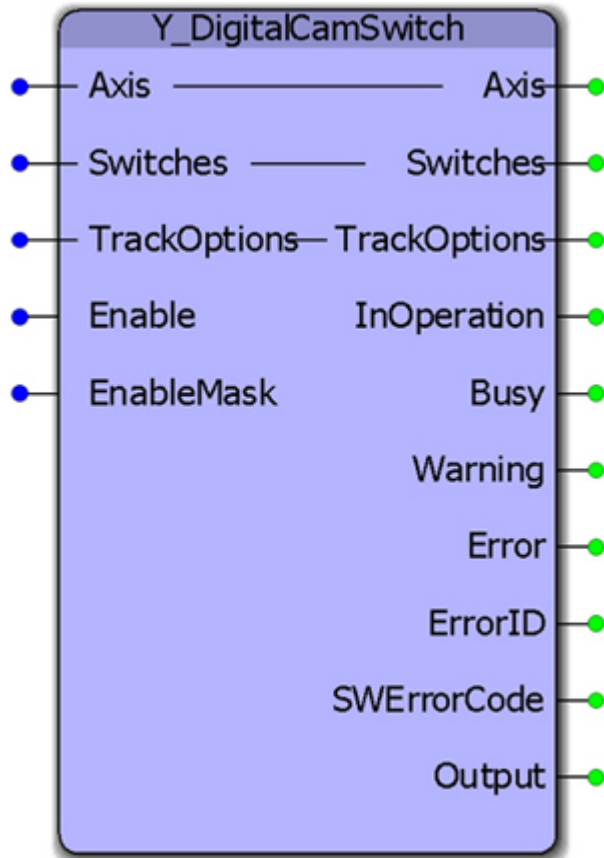 Y_DigitalCamSwitch
Axis Axis
Switches Switches
TrackOptions TrackOptions
Enable InOperation
EnableMask Busy
Warning
Error
ErrorID
SWErrorCode
Output